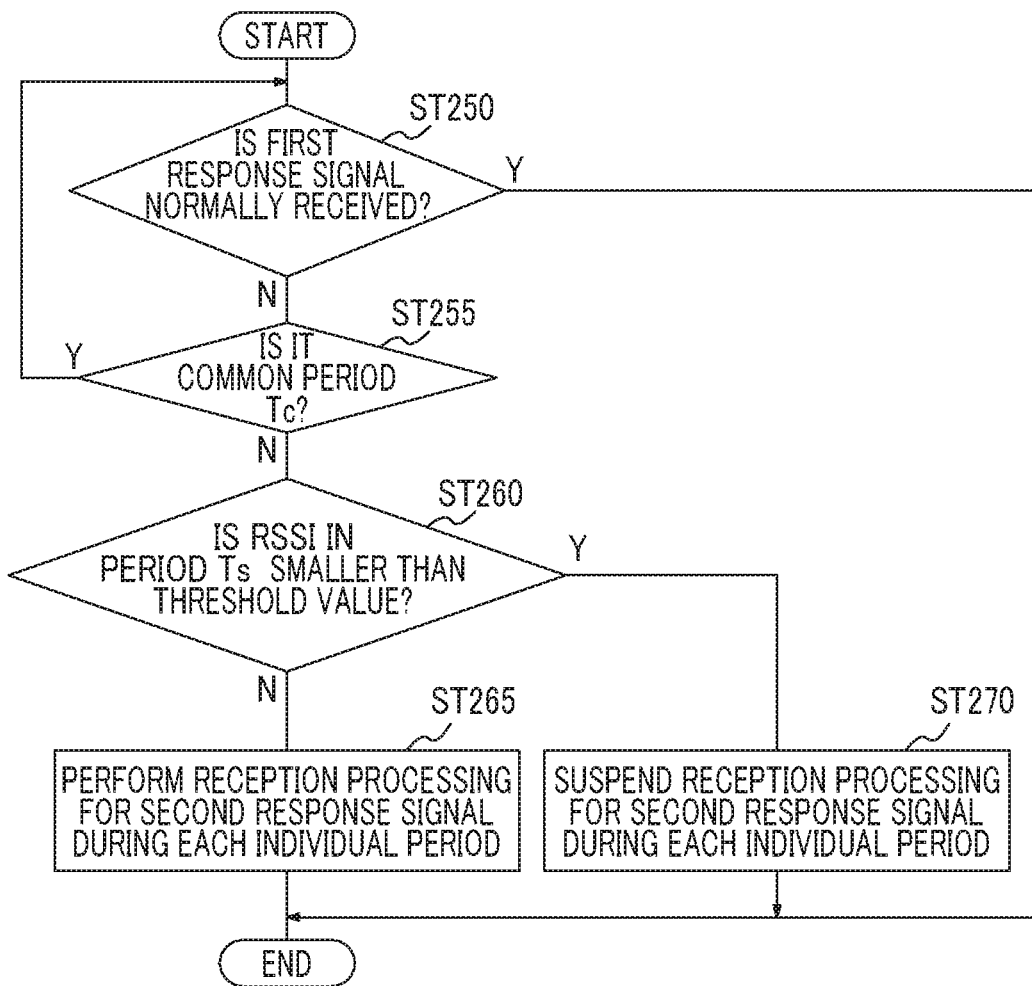 START
ST250
IS FIRST
RESPONSE SIGNAL
NORMALLY RECEIVED?
Y
N
ST255
Y
IS IT
COMMON PERIOD
Tc?
N
ST260
IS RSSI IN
PERIOD Ts SMALLER THAN
THRESHOLD VALUE?
Y
N
ST265
PERFORM RECEPTION PROCESSING
FOR SECOND RESPONSE SIGNAL
DURING EACH INDIVIDUAL PERIOD
ST270
SUSPEND RECEPTION PROCESSING
FOR SECOND RESPONSE SIGNAL
DURING EACH INDIVIDUAL PERIOD
END